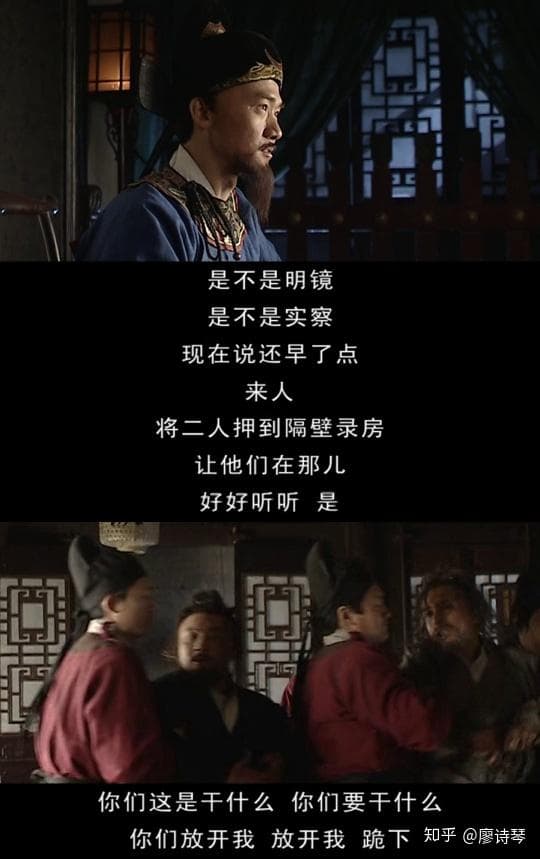 是不是明镜
是不是实察
现在说还早了点
来人
将二人押到隔壁录房
让他们在那儿
好好听听 是
你们这是干什么 你们要干什么
你们放开我 放开我 跪下
知乎 @廖诗琴